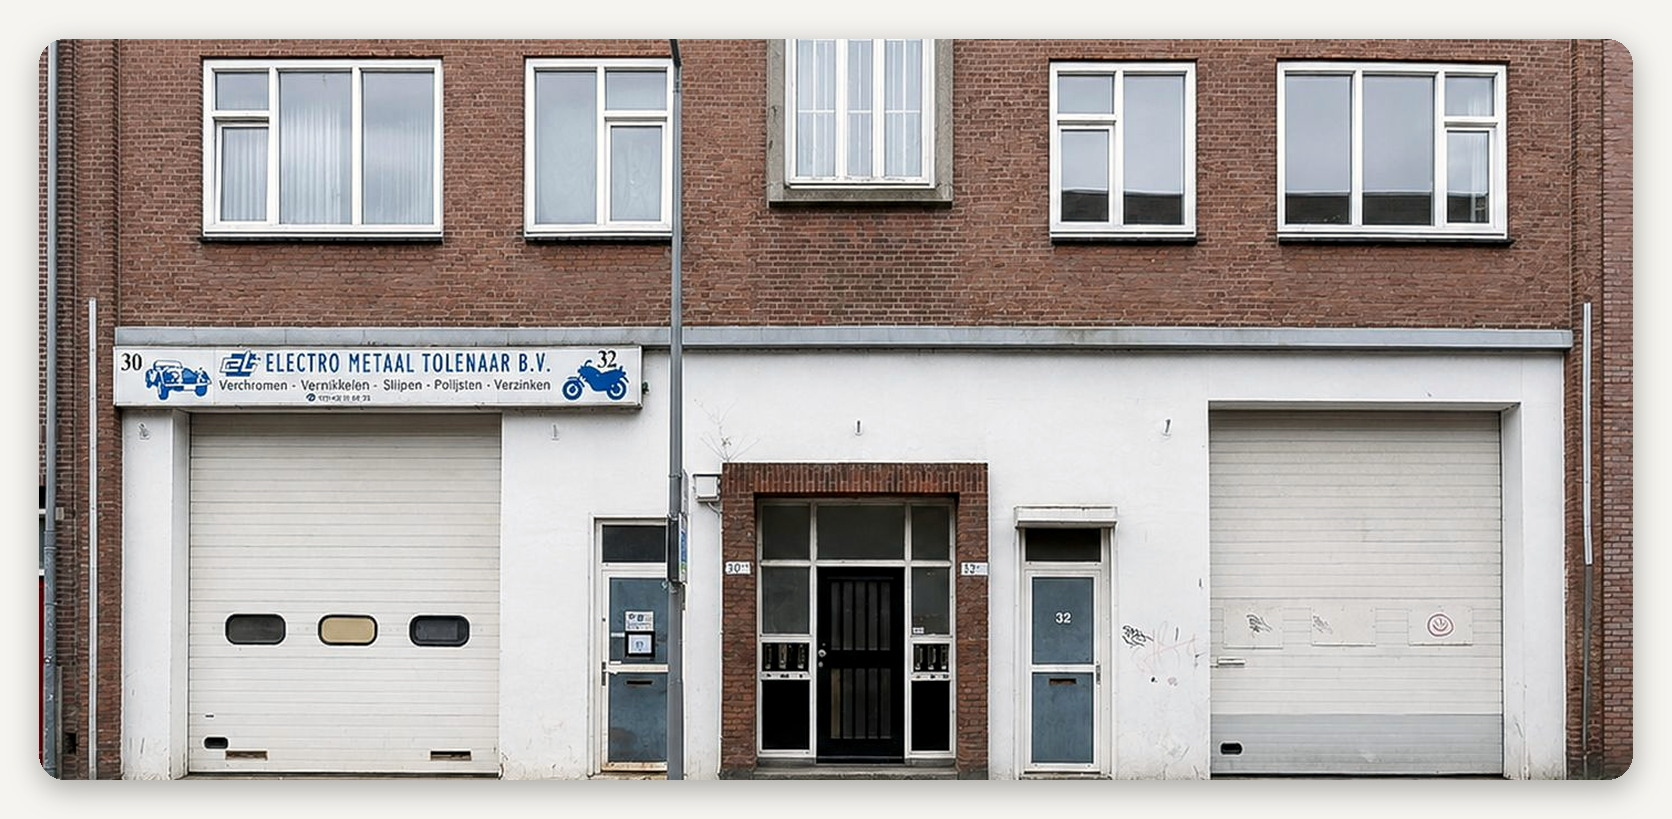 30 ELECTRO METAAL TOLENAAR B.V. 32
Verchromen - Vernikkelen - Slijpen - Polijsten - Verzinken
32